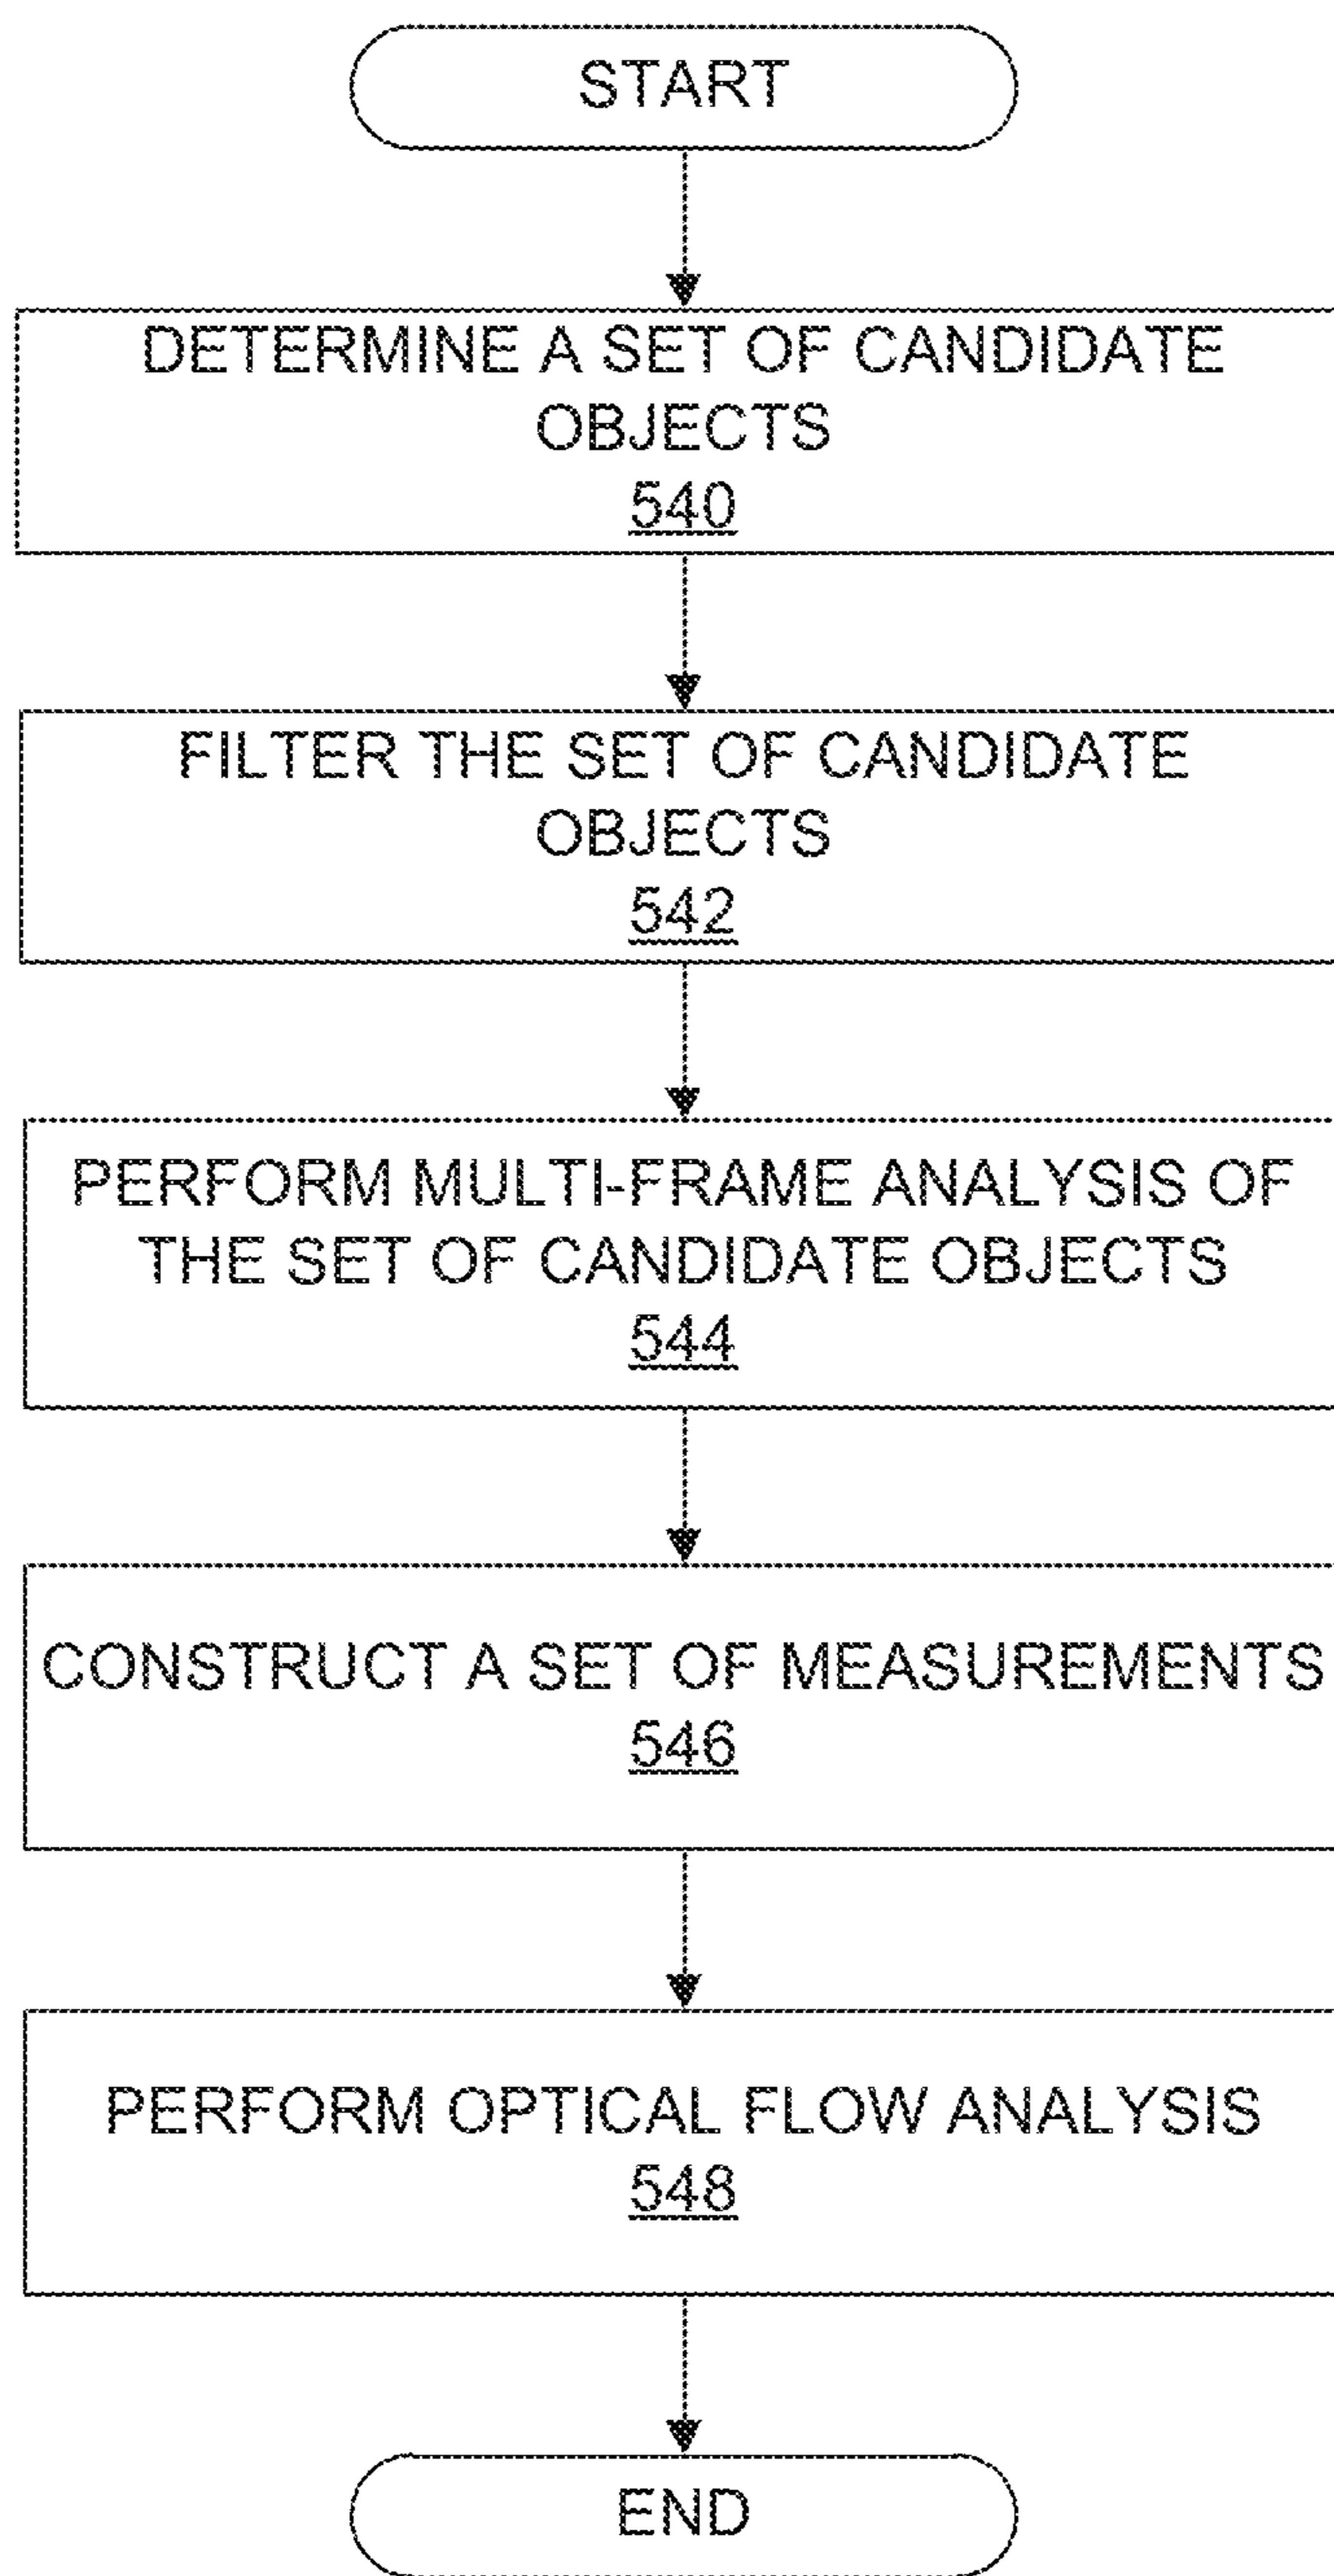 START
DETERMINE A SET OF CANDIDATE
OBJECTS
540
FILTER THE SET OF CANDIDATE
OBJECTS
542
PERFORM MULTI-FRAME ANALYSIS OF
THE SET OF CANDIDATE OBJECTS
544
CONSTRUCT A SET OF MEASUREMENTS
546
PERFORM OPTICAL FLOW ANALYSIS
548
END